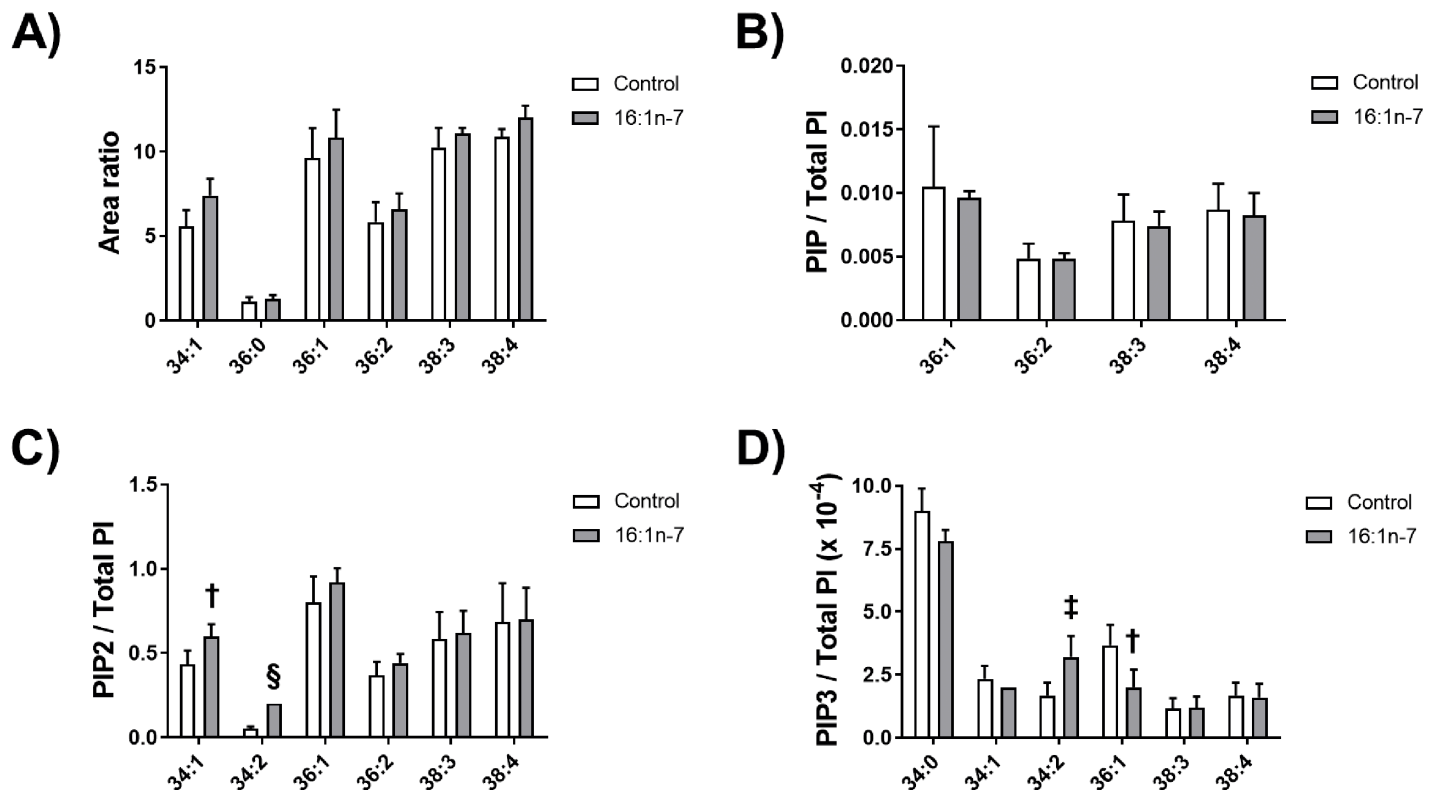 A)
Area ratio
15
10
5
0
34:1
36:0
36:1
36:2
38:3
38:4
Control
16:1n-7
B)
PIP / Total PI
0.020
0.015
0.010
0.005
0.000
36:1
36:2
38:3
38:4
Control
16:1n-7
C)
PIP2 / Total PI
1.5
1.0
0.5
0.0
†
§
34:1
34:2
36:1
36:2
38:3
38:4
Control
16:1n-7
D)
PIP3 / Total PI (x 10⁻⁴)
10.0
7.5
5.0
2.5
0.0
‡
†
34:0
34:1
34:2
36:1
38:3
38:4
Control
16:1n-7